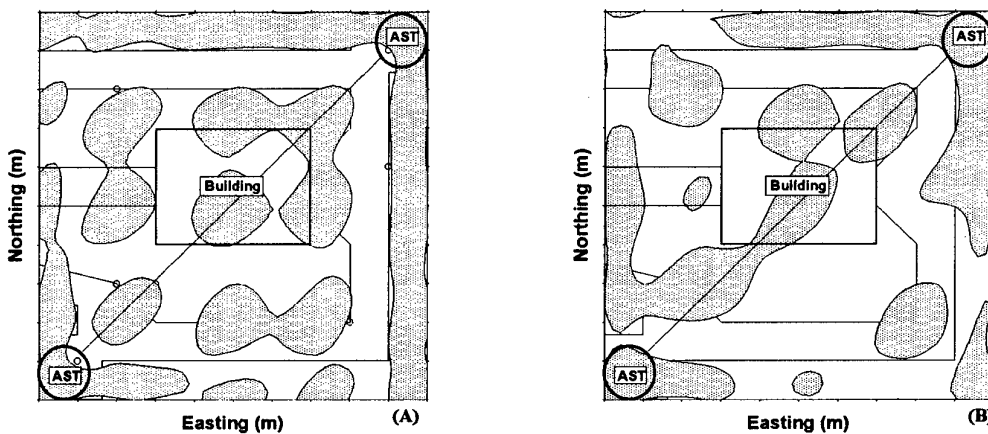 AST
Building
Northing (m)
AST
Easting (m)
(A)
AST
Building
Northing (m)
AST
Easting (m)
(B)